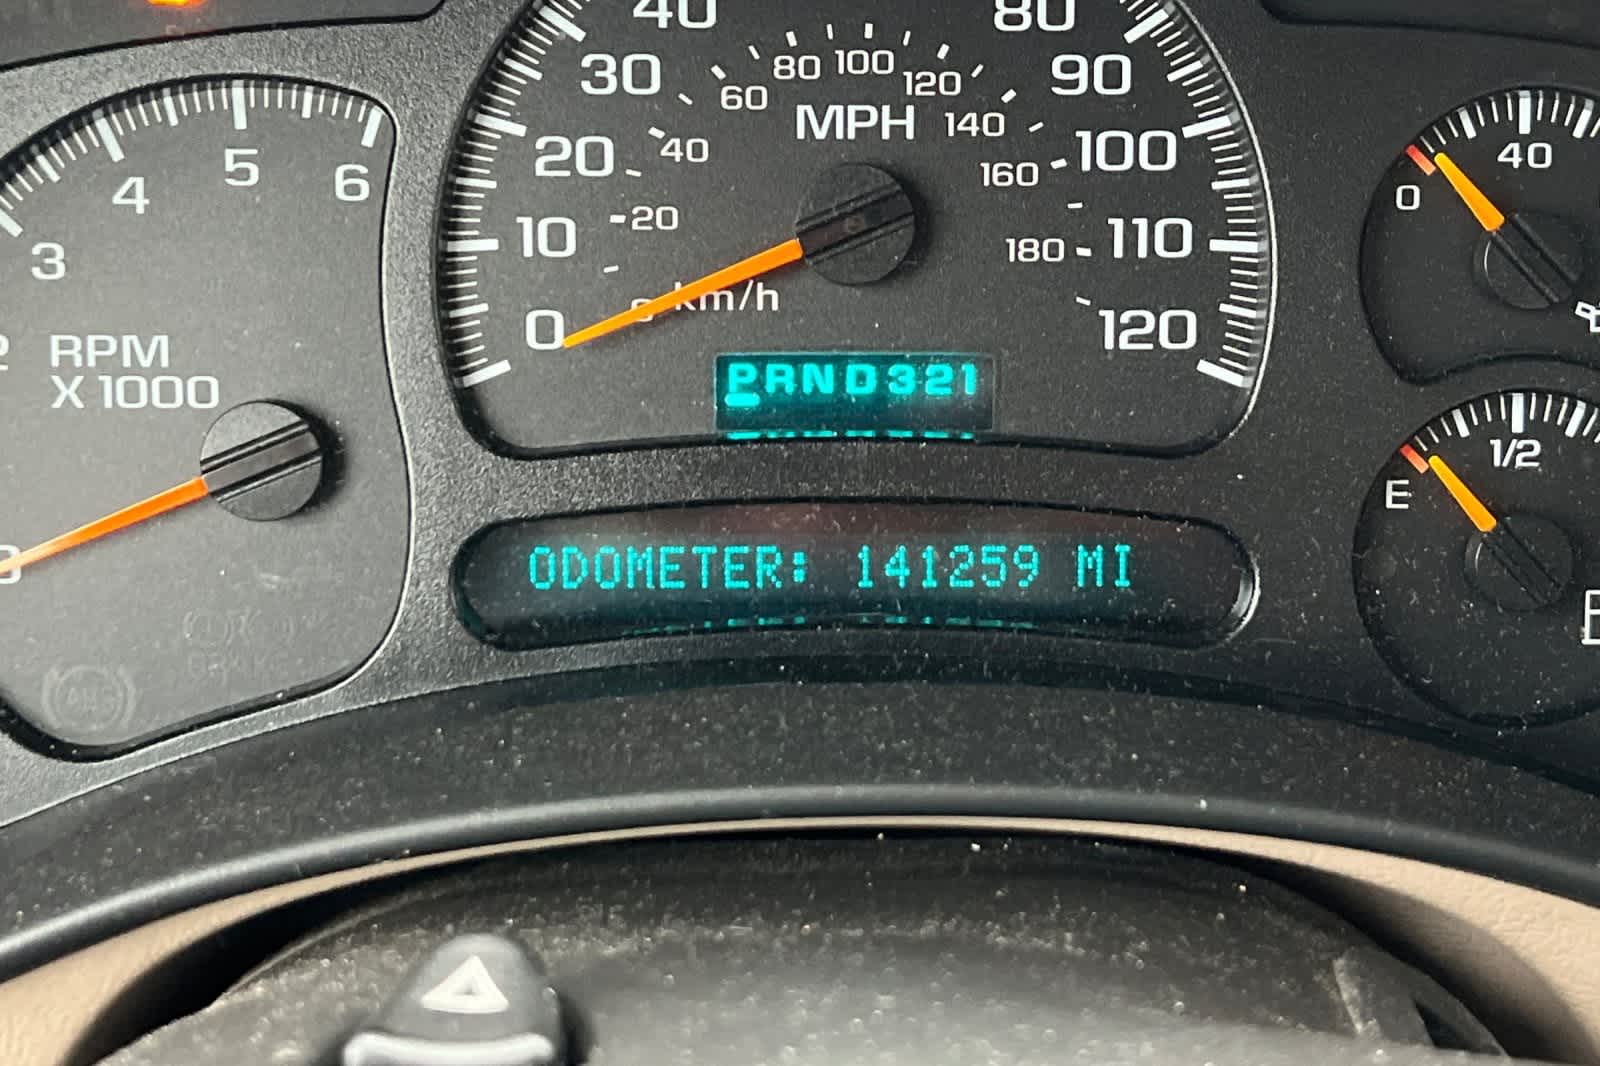 40 80
30 60 80 100 120 90
MPH
20 40 140 100
160
10 20 180 110
0 km/h 120
PRND321
ODOMETER: 141259 MI
3 4 5 6
RPM
X 1000
0 40
E 1/2